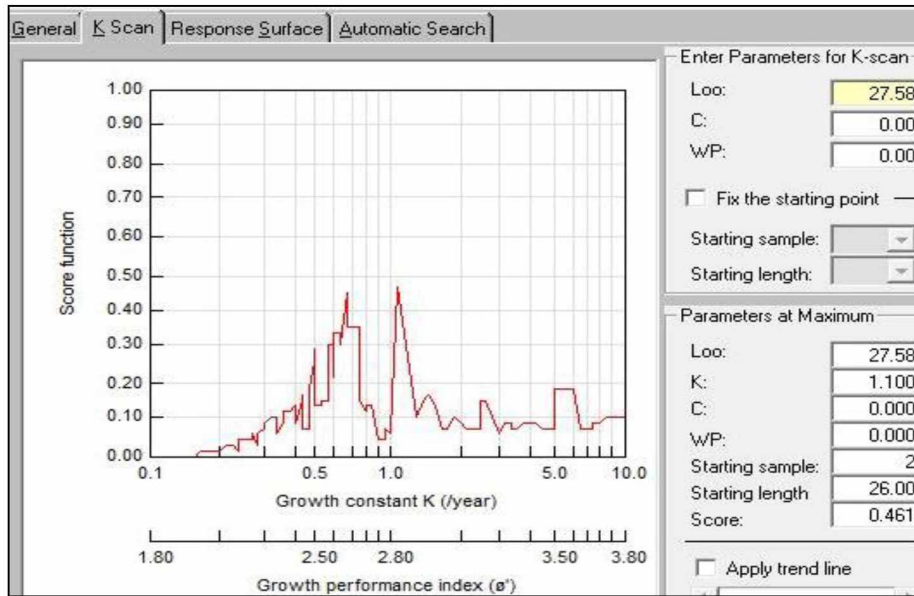 General K Scan Response Surface Automatic Search
Score function
1.00
0.90
0.80
0.70
0.60
0.50
0.40
0.30
0.20
0.10
0.00
0.1 0.5 1.0 5.0 10.0
Growth constant K (/year)
1.80 2.50 2.80 3.50 3.80
Growth performance index (ø')
Enter Parameters for K-scan
Loo: 27.58
C: 0.00
WP: 0.00
Fix the starting point
Starting sample:
Starting length:
Parameters at Maximum
Loo: 27.58
K: 1.100
C: 0.000
WP: 0.000
Starting sample: 2
Starting length 26.00
Score: 0.461
Apply trend line